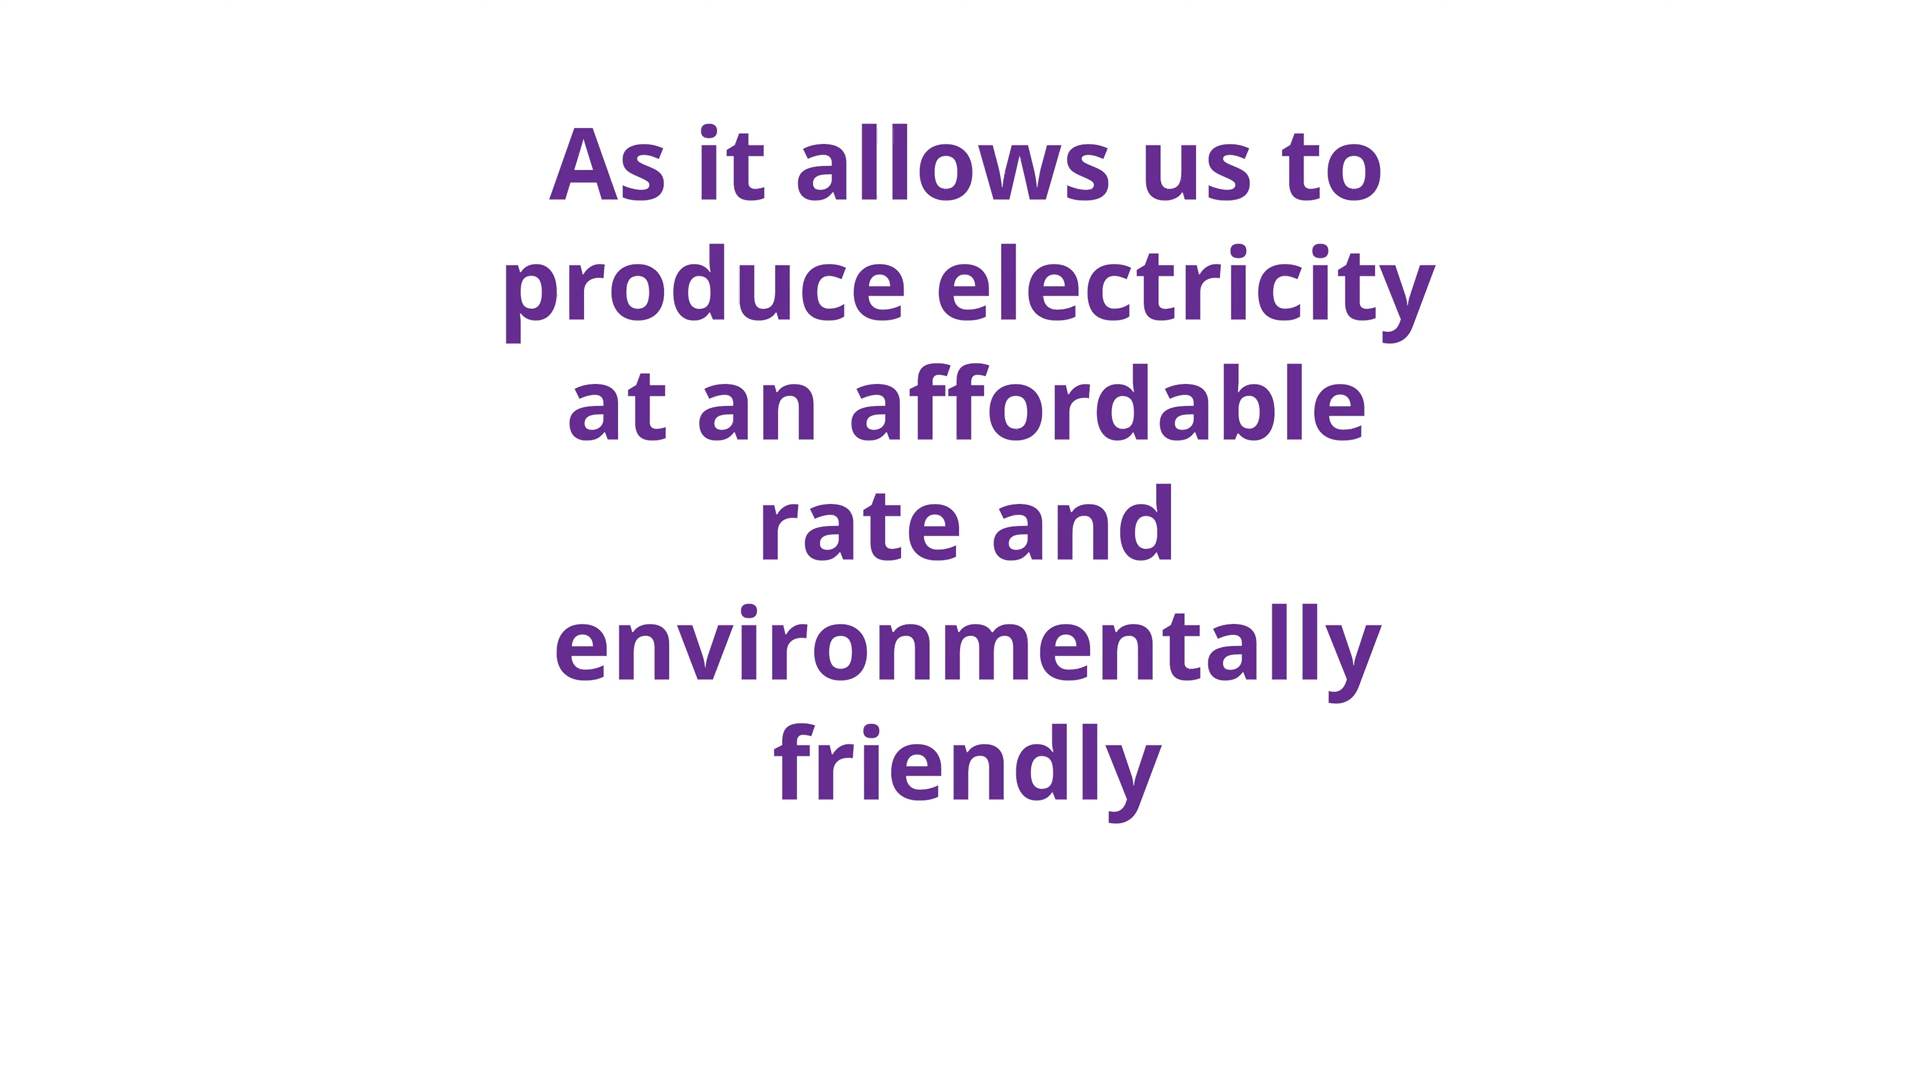 As it allows us to
produce electricity
at an affordable
rate and
environmentally
friendly